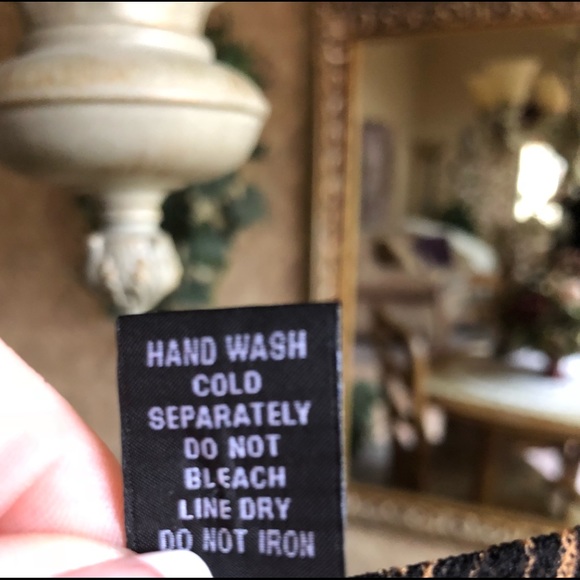 HAND WASH
COLD
SEPARATELY
DO NOT
BLEACH
LINE DRY
DO NOT IRON